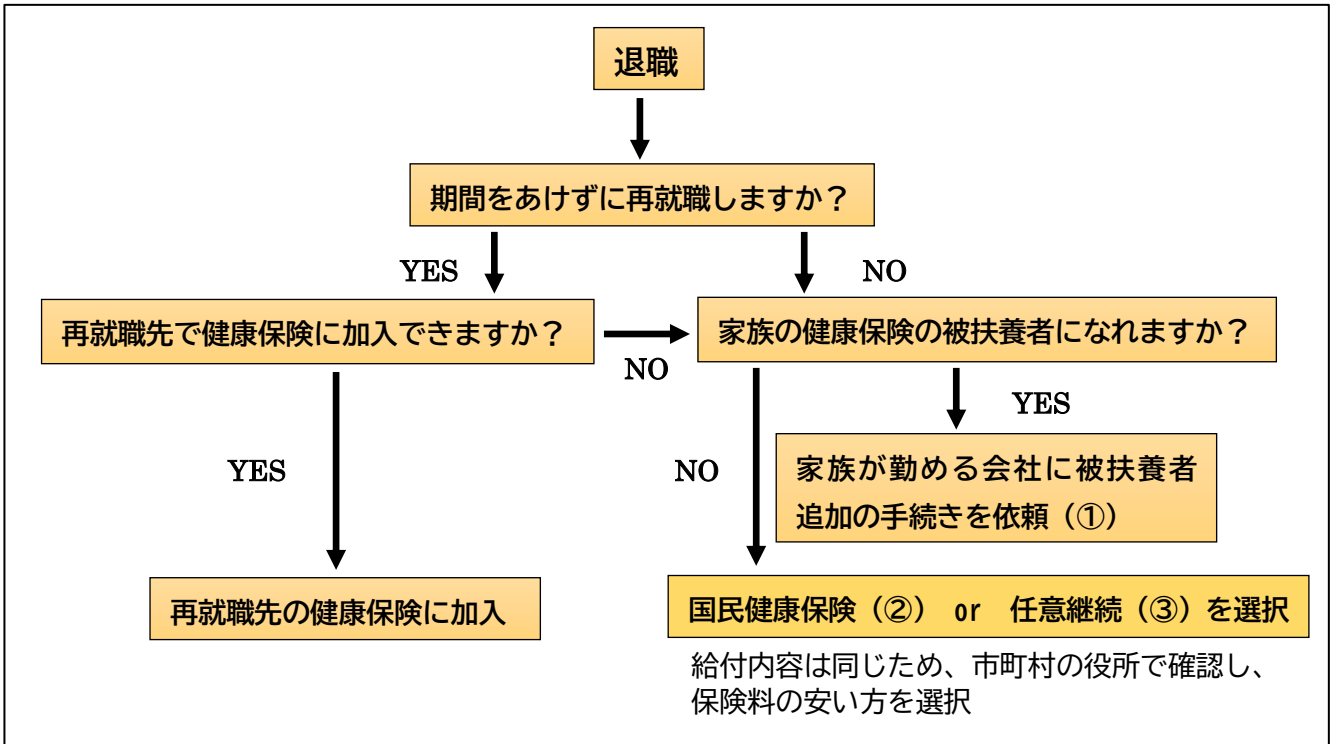 退職
期間をあけずに再就職しますか？
YES
NO
再就職先で健康保険に加入できますか？
NO
家族の健康保険の被扶養者になれますか？
YES
YES
NO
家族が勤める会社に被扶養者
追加の手続きを依頼（①）
再就職先の健康保険に加入
国民健康保険（②） or 任意継続（③）を選択
給付内容は同じため、市町村の役所で確認し、
保険料の安い方を選択